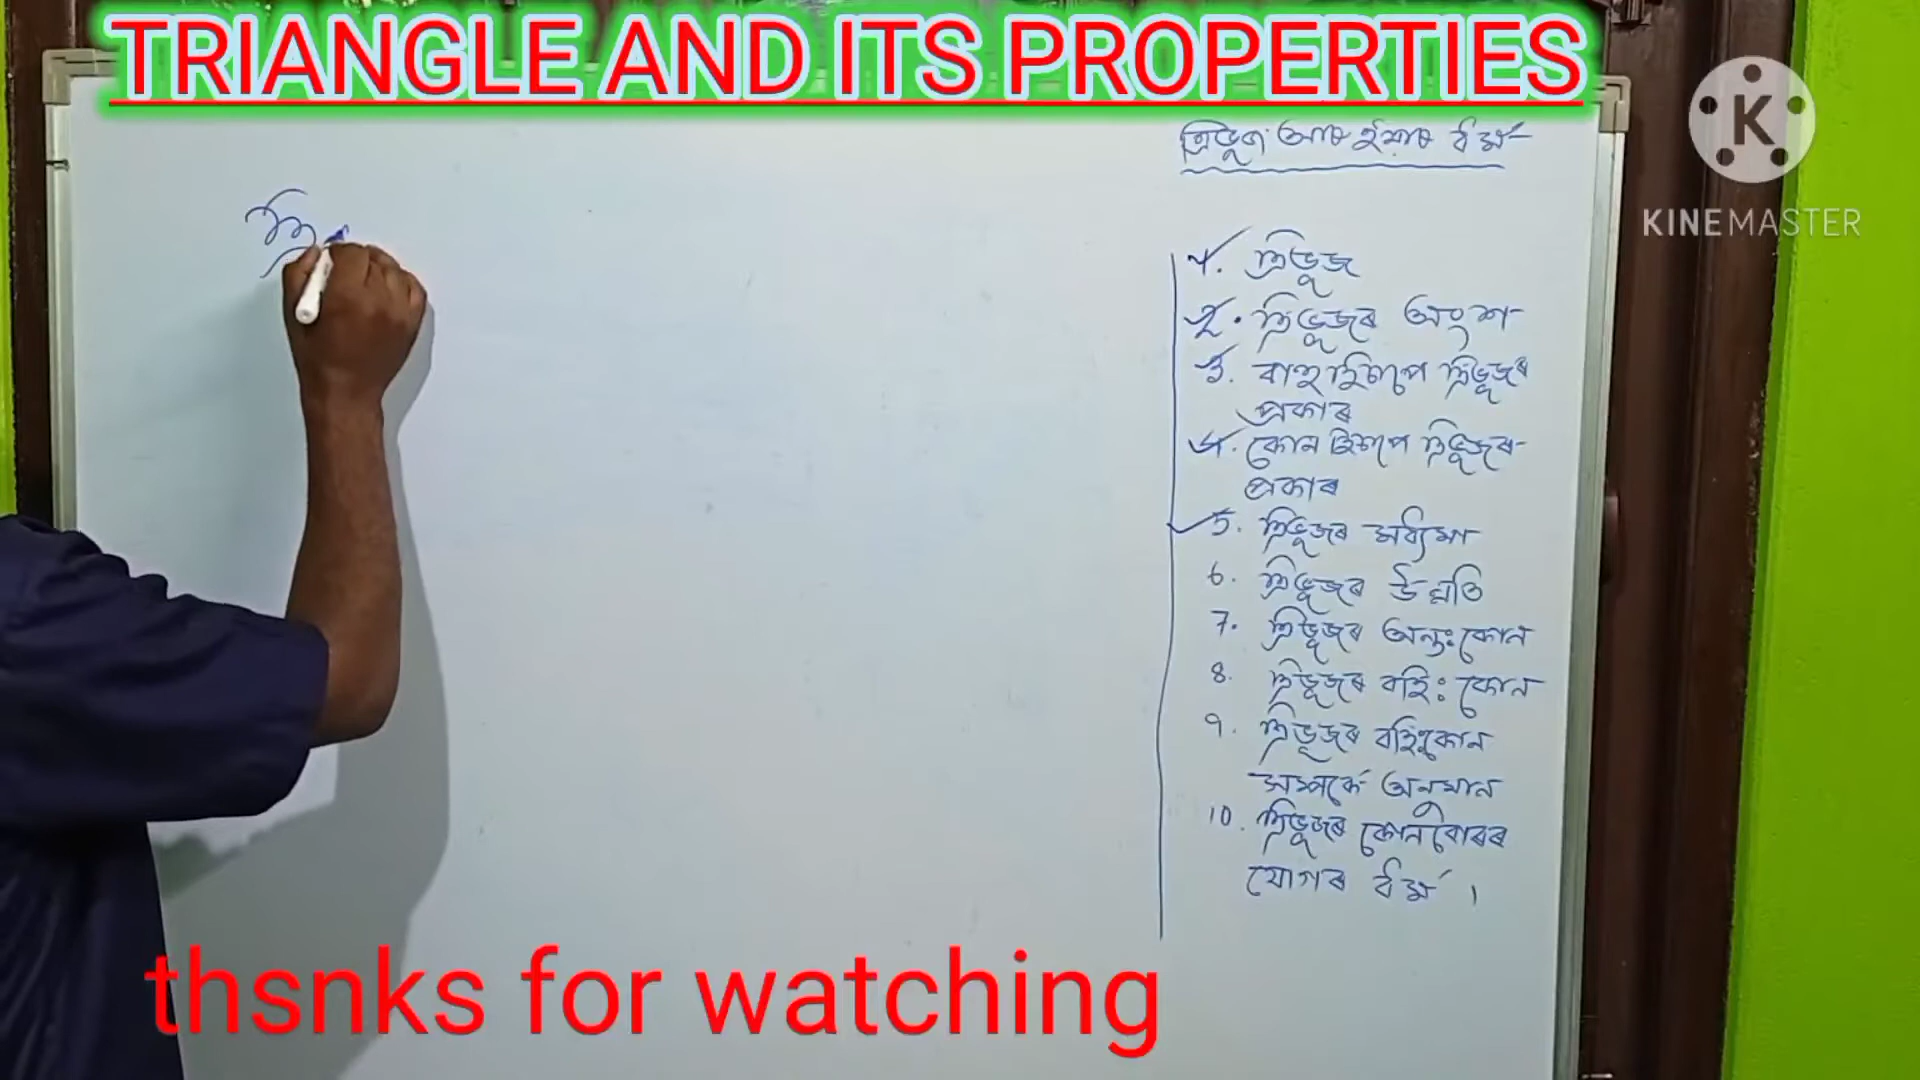 TRIANGLE AND ITS PROPERTIES
K
KINEMASTER
ত্ৰিভূজ আৰু ইয়াৰ ধৰ্ম
ত্ৰি
1. ত্ৰিভূজ
2. ত্ৰিভূজৰ অংশ
3. বাহু হিচাপে ত্ৰিভূজৰ
প্ৰকাৰ
4. কোন হিচাপে ত্ৰিভূজৰ
প্ৰকাৰ
5. ত্ৰিভূজৰ মধ্যমা
6. ত্ৰিভূজৰ উন্নতি
7. ত্ৰিভূজৰ অন্তঃকোন
8. ত্ৰিভূজৰ বহিঃ কোন
9. ত্ৰিভূজৰ বহিঃকোন
সম্পৰ্কে অনুমান
10. ত্ৰিভূজৰ কোনবোৰৰ
যোগৰ ধৰ্ম ।
thsnks for watching